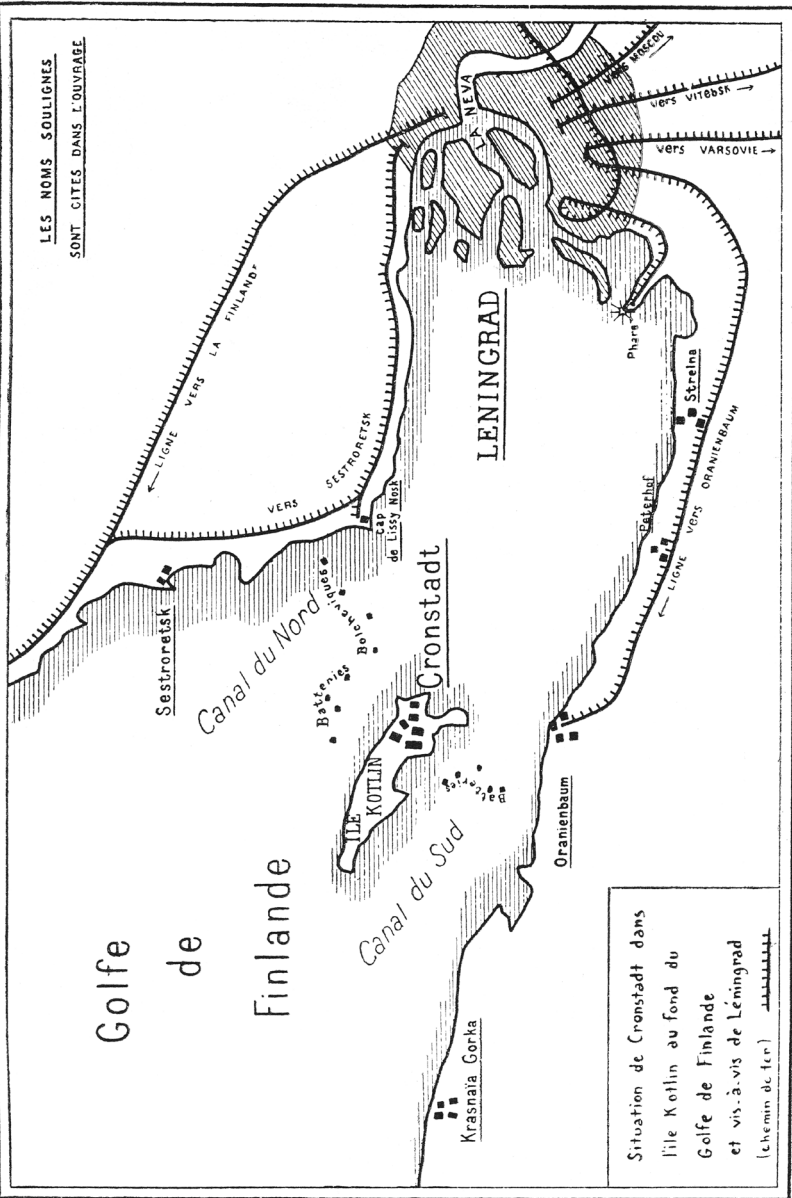 LES NOMS SOULIGNES
SONT CITES DANS L'OUVRAGE
Golfe
de
Finlande
← LIGNE VERS LA FINLANDE
VERS SESTRORETSK
Sestroretsk
Cap
de Lissy Nosk
Canal du Nord
Batteries Bolcheviques
Cronstadt
ILE
KOTLIN
Canal du Sud
Batteries
LENINGRAD
LA NEVA
vers MOSCOU →
vers VITEBSK →
vers VARSOVIE →
Phare
Strelna
Peterhof
← LIGNE vers ORANIENBAUM
Oranienbaum
Krasnaïa Gorka
Situation de Cronstadt dans
l'ile Kotlin au fond du
Golfe de Finlande
et vis-à-vis de Léningrad
(chemin de fer)